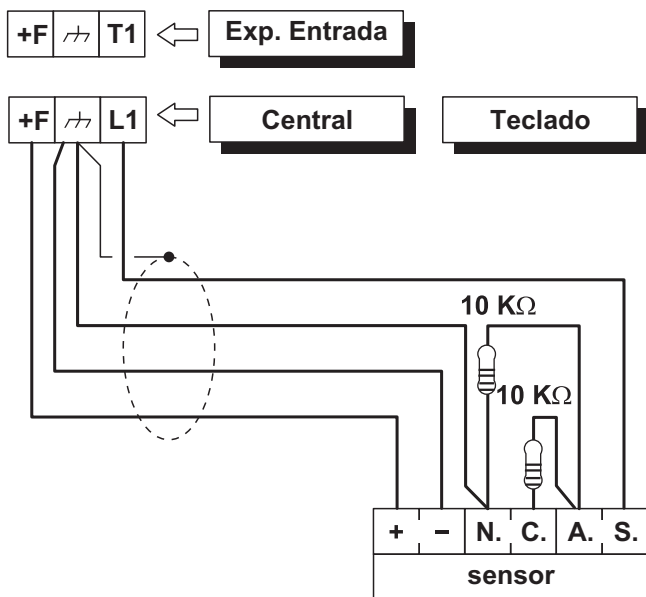 +F T1 Exp. Entrada
+F L1 Central Teclado
10 KΩ
10 KΩ
+ – N. C. A. S.
sensor